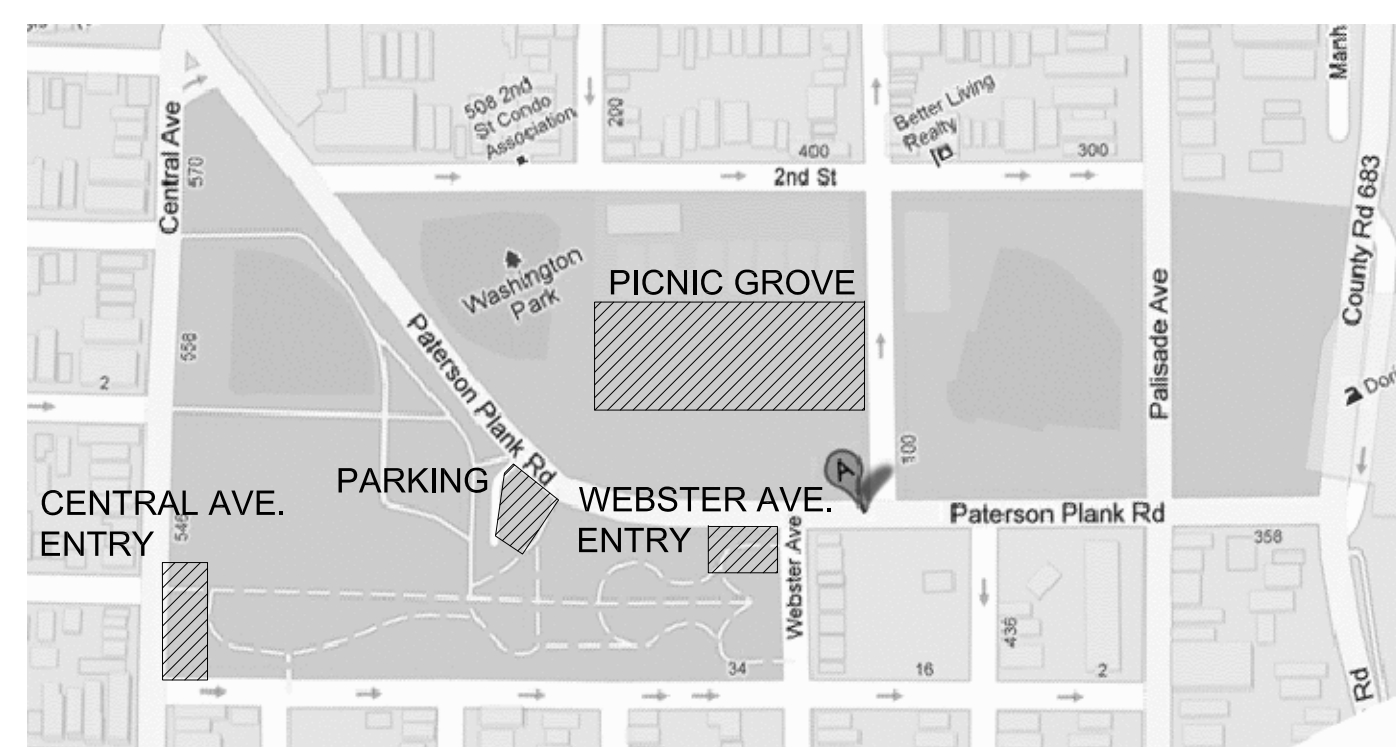 Manh
508 2nd
St Condo
Association
200
Better Living
Realty
Central Ave
570
400
300
2nd St
County Rd 683
Washington
Park
PICNIC GROVE
Paterson Plank Rd
Palisade Ave
558
2
Dori
100
A
PARKING
CENTRAL AVE.
ENTRY
WEBSTER AVE.
ENTRY
546
Paterson Plank Rd
Webster Ave
358
436
34
16
2
Rd